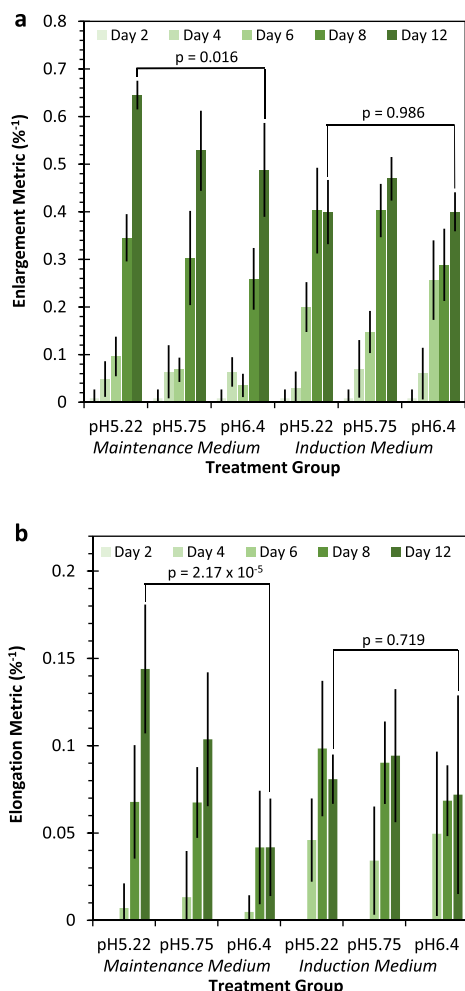 a
0.8
Day 2 Day 4 Day 6 Day 8 Day 12
p = 0.016
0.7
0.6
p = 0.986
0.5
0.4
0.3
0.2
0.1
0
Enlargement Metric (%-1)
pH5.22 pH5.75 pH6.4 pH5.22 pH5.75 pH6.4
Maintenance Medium Induction Medium
Treatment Group
b
Day 2 Day 4 Day 6 Day 8 Day 12
0.2
p = 2.17 x 10-5
0.15
p = 0.719
0.1
0.05
0
Elongation Metric (%-1)
pH5.22 pH5.75 pH6.4 pH5.22 pH5.75 pH6.4
Maintenance Medium Induction Medium
Treatment Group